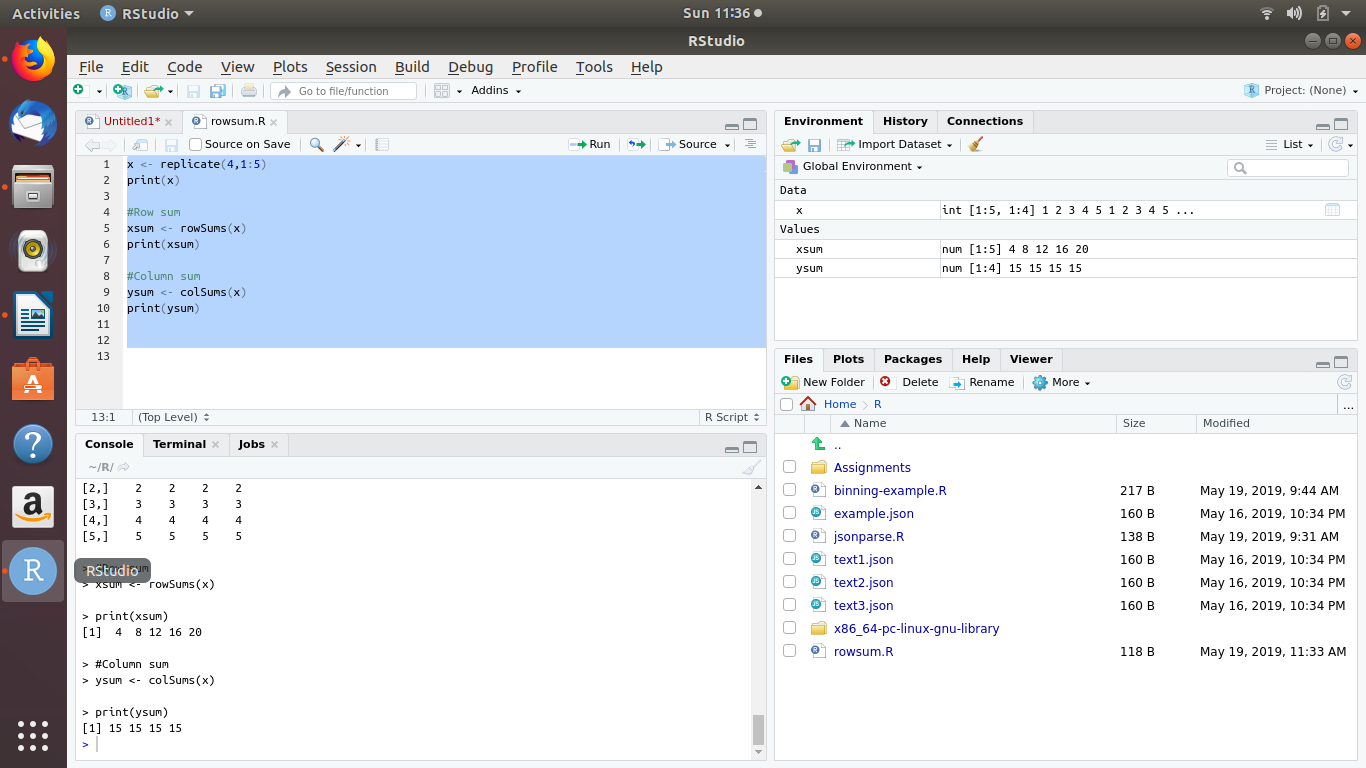 Activities RStudio Sun 11:36
RStudio
File Edit Code View Plots Session Build Debug Profile Tools Help
Go to file/function Addins Project: (None)
Untitled1* rowsum.R
Source on Save Run Source
1 x <- replicate(4,1:5)
2 print(x)
3
4 #Row sum
5 xsum <- rowSums(x)
6 print(xsum)
7
8 #Column sum
9 ysum <- colSums(x)
10 print(ysum)
11
12
13
13:1 (Top Level) R Script
Console Terminal Jobs
~/R/
[2,] 2 2 2 2
[3,] 3 3 3 3
[4,] 4 4 4 4
[5,] 5 5 5 5
RStudio
> xsum <- rowSums(x)
> print(xsum)
[1] 4 8 12 16 20
> #Column sum
> ysum <- colSums(x)
> print(ysum)
[1] 15 15 15 15
>
Environment History Connections
Import Dataset List
Global Environment
Data
x int [1:5, 1:4] 1 2 3 4 5 1 2 3 4 5 ...
Values
xsum num [1:5] 4 8 12 16 20
ysum num [1:4] 15 15 15 15
Files Plots Packages Help Viewer
New Folder Delete Rename More
Home R ...
Name Size Modified
..
Assignments
binning-example.R 217 B May 19, 2019, 9:44 AM
example.json 160 B May 16, 2019, 10:34 PM
jsonparse.R 138 B May 19, 2019, 9:31 AM
text1.json 160 B May 16, 2019, 10:34 PM
text2.json 160 B May 16, 2019, 10:34 PM
text3.json 160 B May 16, 2019, 10:34 PM
x86_64-pc-linux-gnu-library
rowsum.R 118 B May 19, 2019, 11:33 AM